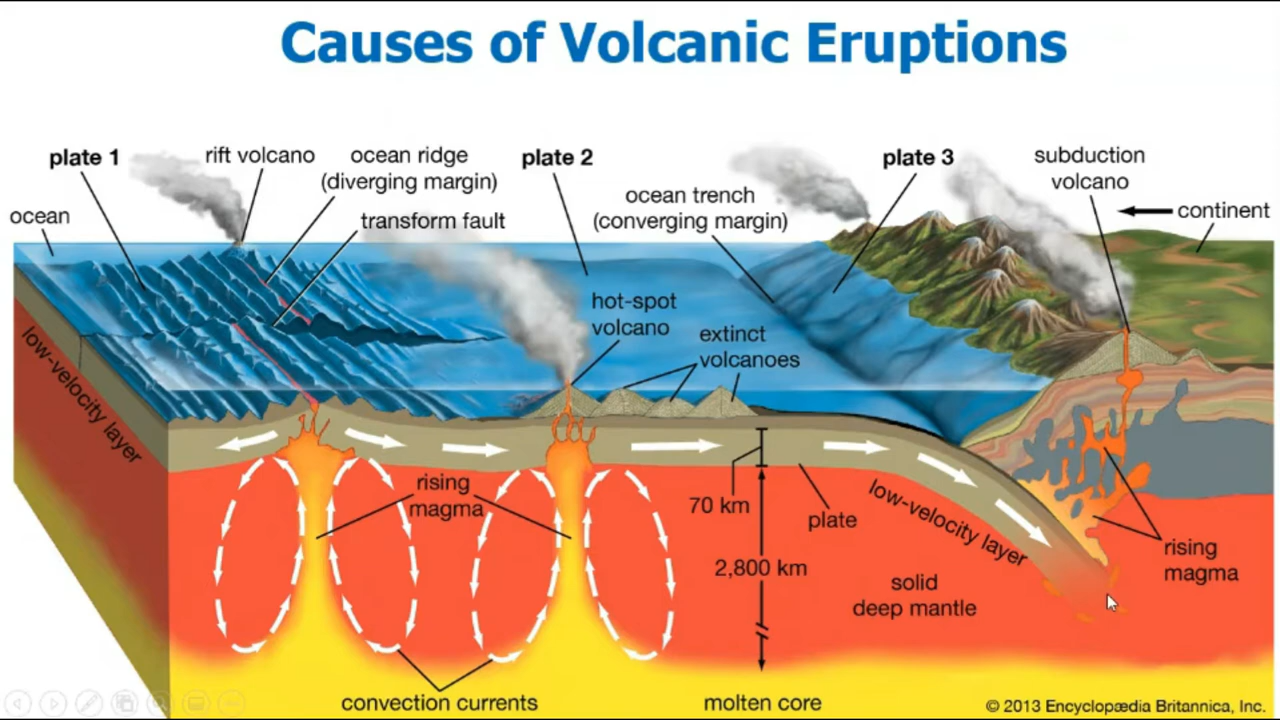 Causes of Volcanic Eruptions
plate 1
rift volcano
ocean ridge
(diverging margin)
plate 2
plate 3
subduction
volcano
ocean
transform fault
ocean trench
(converging margin)
continent
hot-spot
volcano
extinct
volcanoes
low-velocity layer
rising
magma
70 km
plate
low-velocity layer
2,800 km
solid
deep mantle
rising
magma
convection currents
molten core
© 2013 Encyclopædia Britannica, Inc.